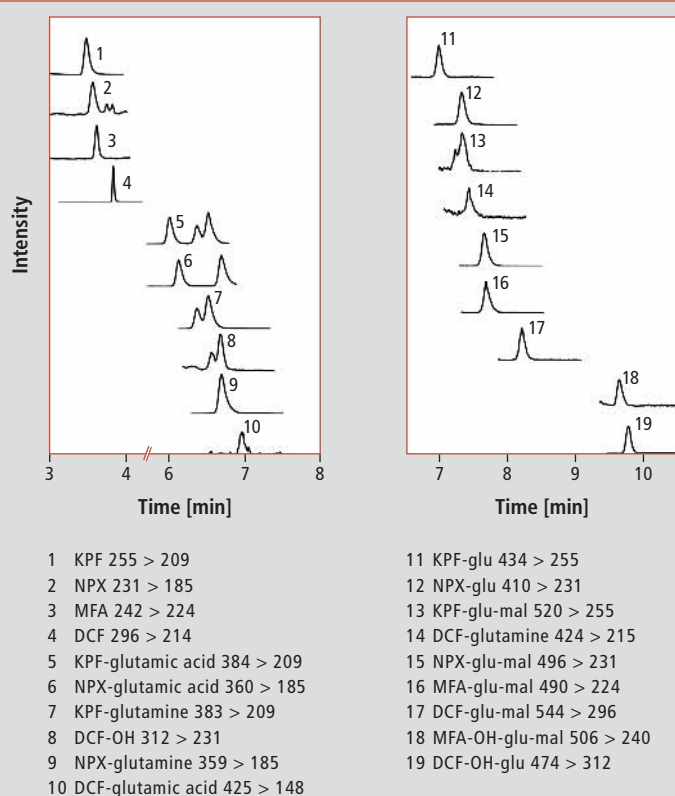 Intensity
1
2
3
4
5
6
7
8
9
10
3 4 6 7 8
Time [min]
11
12
13
14
15
16
17
18
19
7 8 9 10
Time [min]
1 KPF 255 > 209
2 NPX 231 > 185
3 MFA 242 > 224
4 DCF 296 > 214
5 KPF-glutamic acid 384 > 209
6 NPX-glutamic acid 360 > 185
7 KPF-glutamine 383 > 209
8 DCF-OH 312 > 231
9 NPX-glutamine 359 > 185
10 DCF-glutamic acid 425 > 148
11 KPF-glu 434 > 255
12 NPX-glu 410 > 231
13 KPF-glu-mal 520 > 255
14 DCF-glutamine 424 > 215
15 NPX-glu-mal 496 > 231
16 MFA-glu-mal 490 > 224
17 DCF-glu-mal 544 > 296
18 MFA-OH-glu-mal 506 > 240
19 DCF-OH-glu 474 > 312